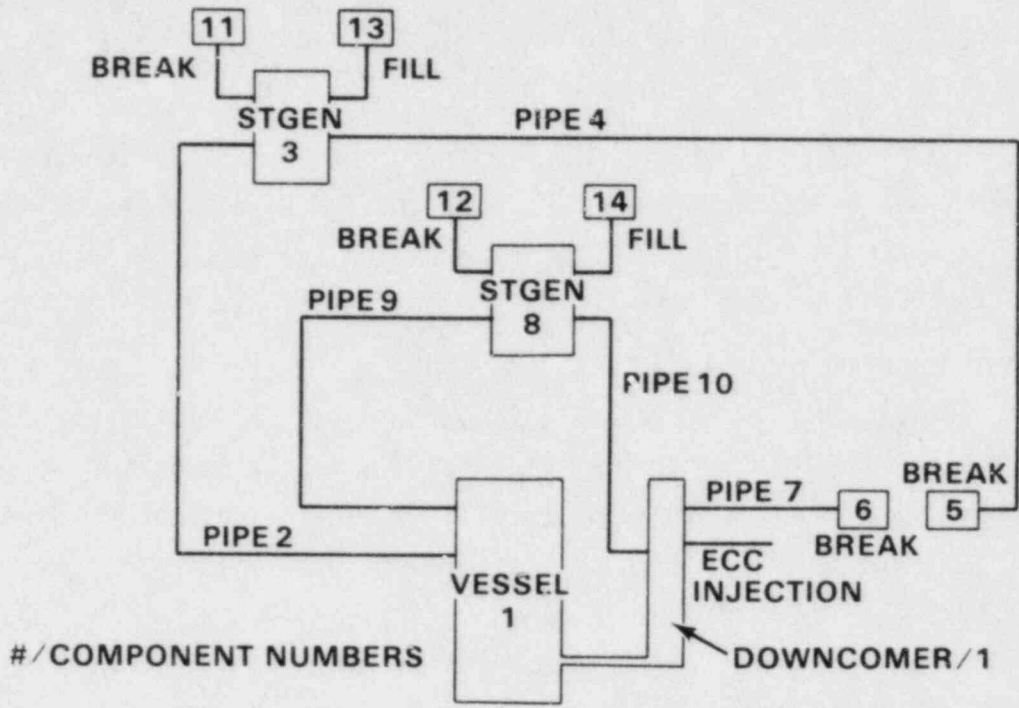 11
13
BREAK
FILL
STGEN
3
PIPE 4
12
14
BREAK
FILL
STGEN
8
PIPE 9
PIPE 10
PIPE 2
VESSEL
1
PIPE 7
6
BREAK
BREAK
5
ECC
INJECTION
DOWNCOMER/1
#/COMPONENT NUMBERS